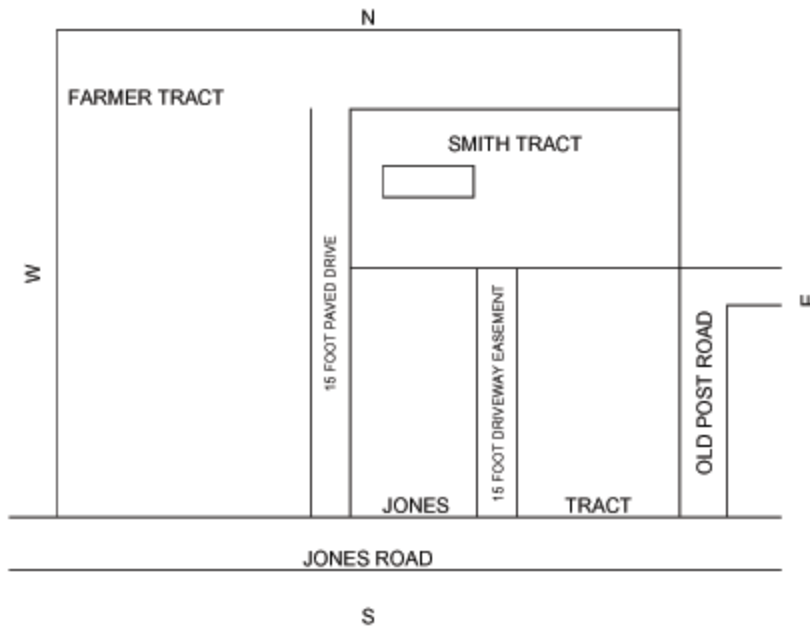 N
FARMER TRACT
SMITH TRACT
W
15 FOOT PAVED DRIVE
15 FOOT DRIVEWAY EASEMENT
E
OLD POST ROAD
JONES
TRACT
JONES ROAD
S